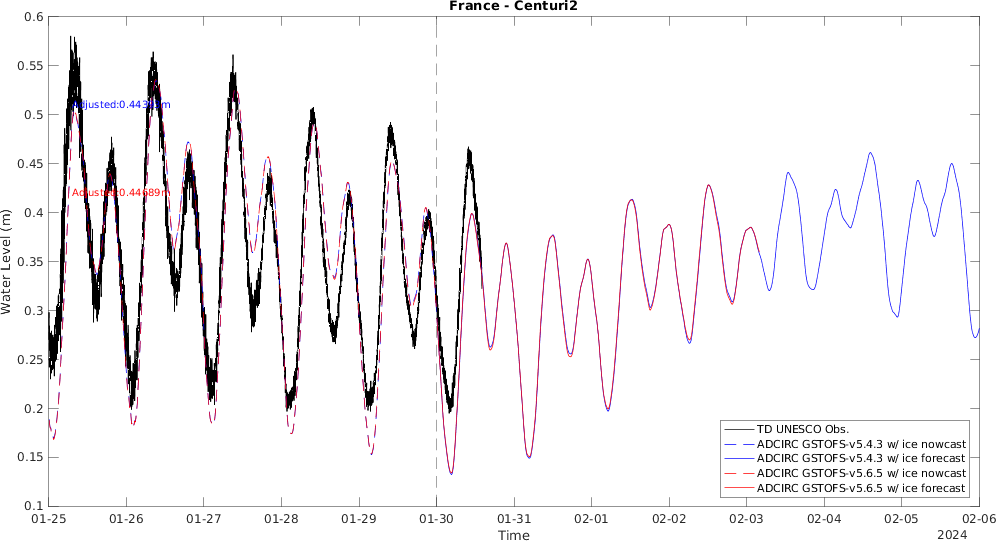 France - Centuri2
0.6
0.55
0.5
0.45
0.4
0.35
0.3
0.25
0.2
0.15
0.1
Water Level (m)
01-25 01-26 01-27 01-28 01-29 01-30 01-31 02-01 02-02 02-03 02-04 02-05 02-06
Time
2024
TD UNESCO Obs.
ADCIRC GSTOFS-v5.4.3 w/ ice nowcast
ADCIRC GSTOFS-v5.4.3 w/ ice forecast
ADCIRC GSTOFS-v5.6.5 w/ ice nowcast
ADCIRC GSTOFS-v5.6.5 w/ ice forecast